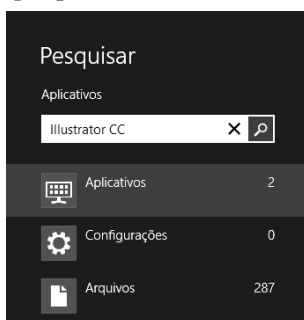 Pesquisar
Aplicativos
Illustrator CC
Aplicativos 2
Configurações 0
Arquivos 287